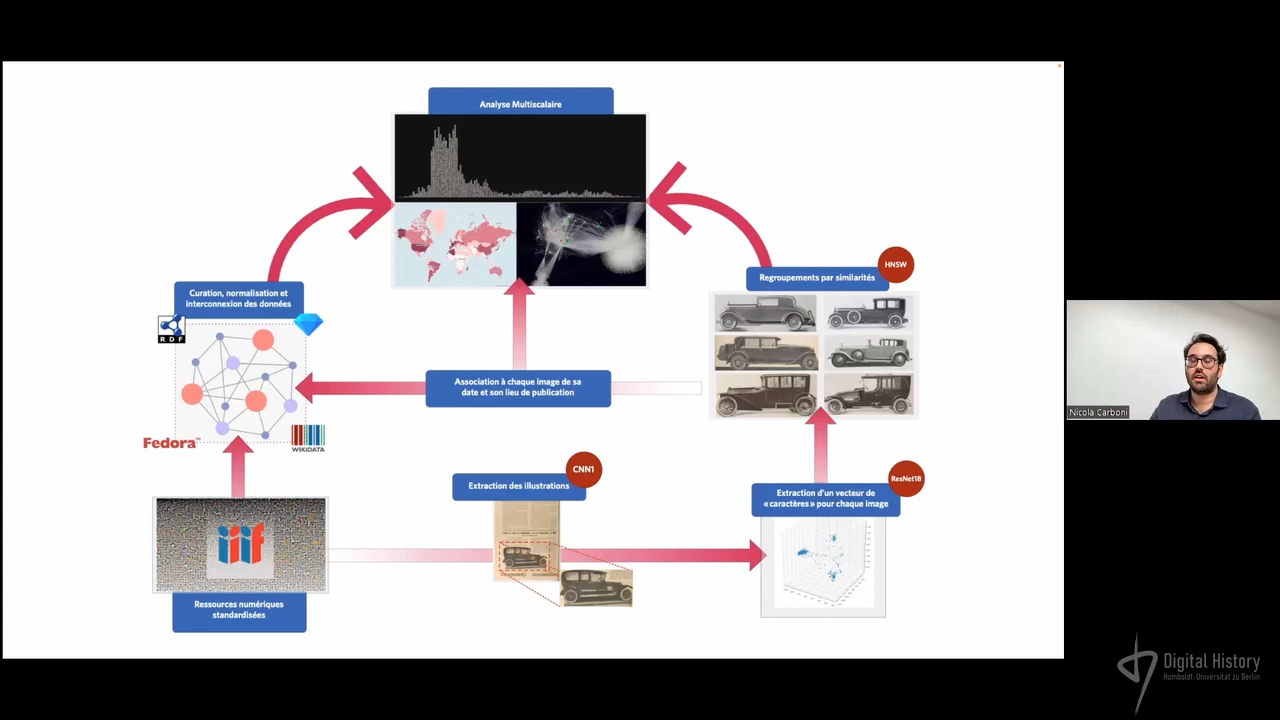 Analyse Multiscalaire
HNSW
Regroupements par similarités
Curation, normalisation et
interconnexion des données
RDF
Association à chaque image de sa
date et son lieu de publication
Nicola Carboni
Fedora™
WIKIDATA
CNN1
Extraction des illustrations
ResNet18
Extraction d'un vecteur de
« caractères » pour chaque image
iiif
Ressources numériques
standardisées
Digital History
Humboldt-Universität zu Berlin